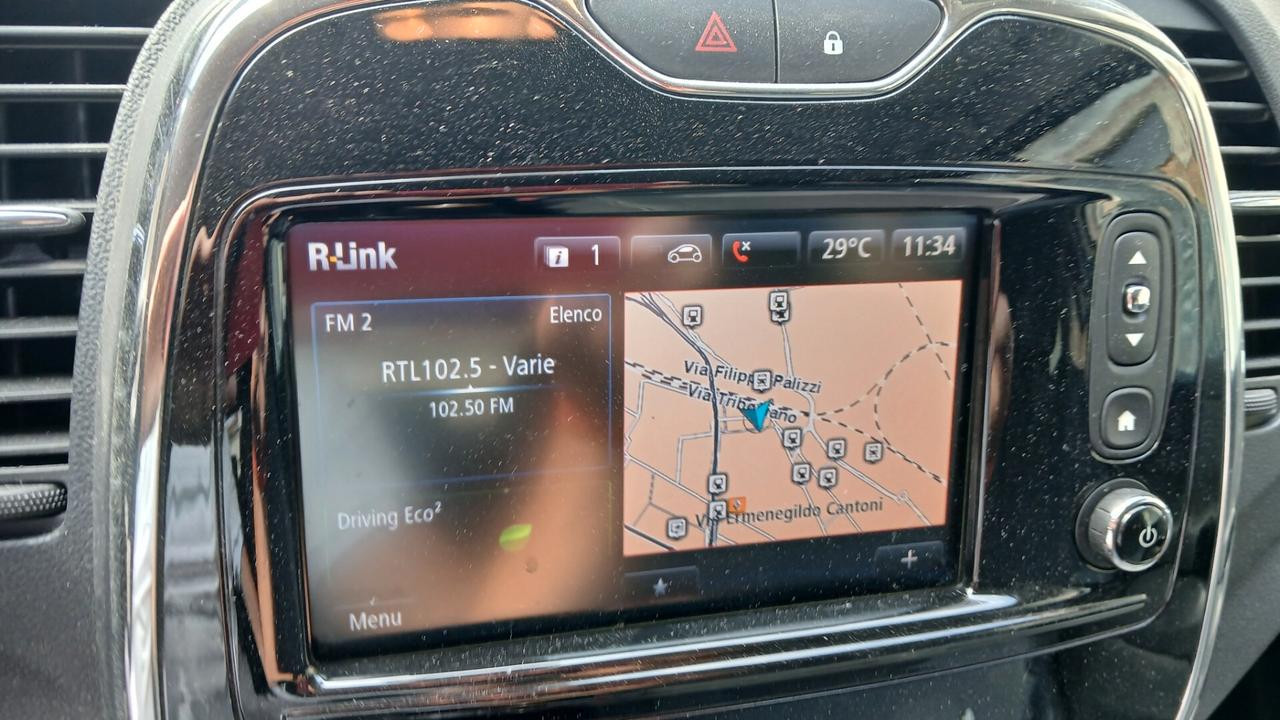 R-Link
i 1
29°C
11:34
FM 2
Elenco
RTL102.5 - Varie
102.50 FM
Driving Eco²
Menu
Via Palizzi
Via
Ermenegildo Cantoni